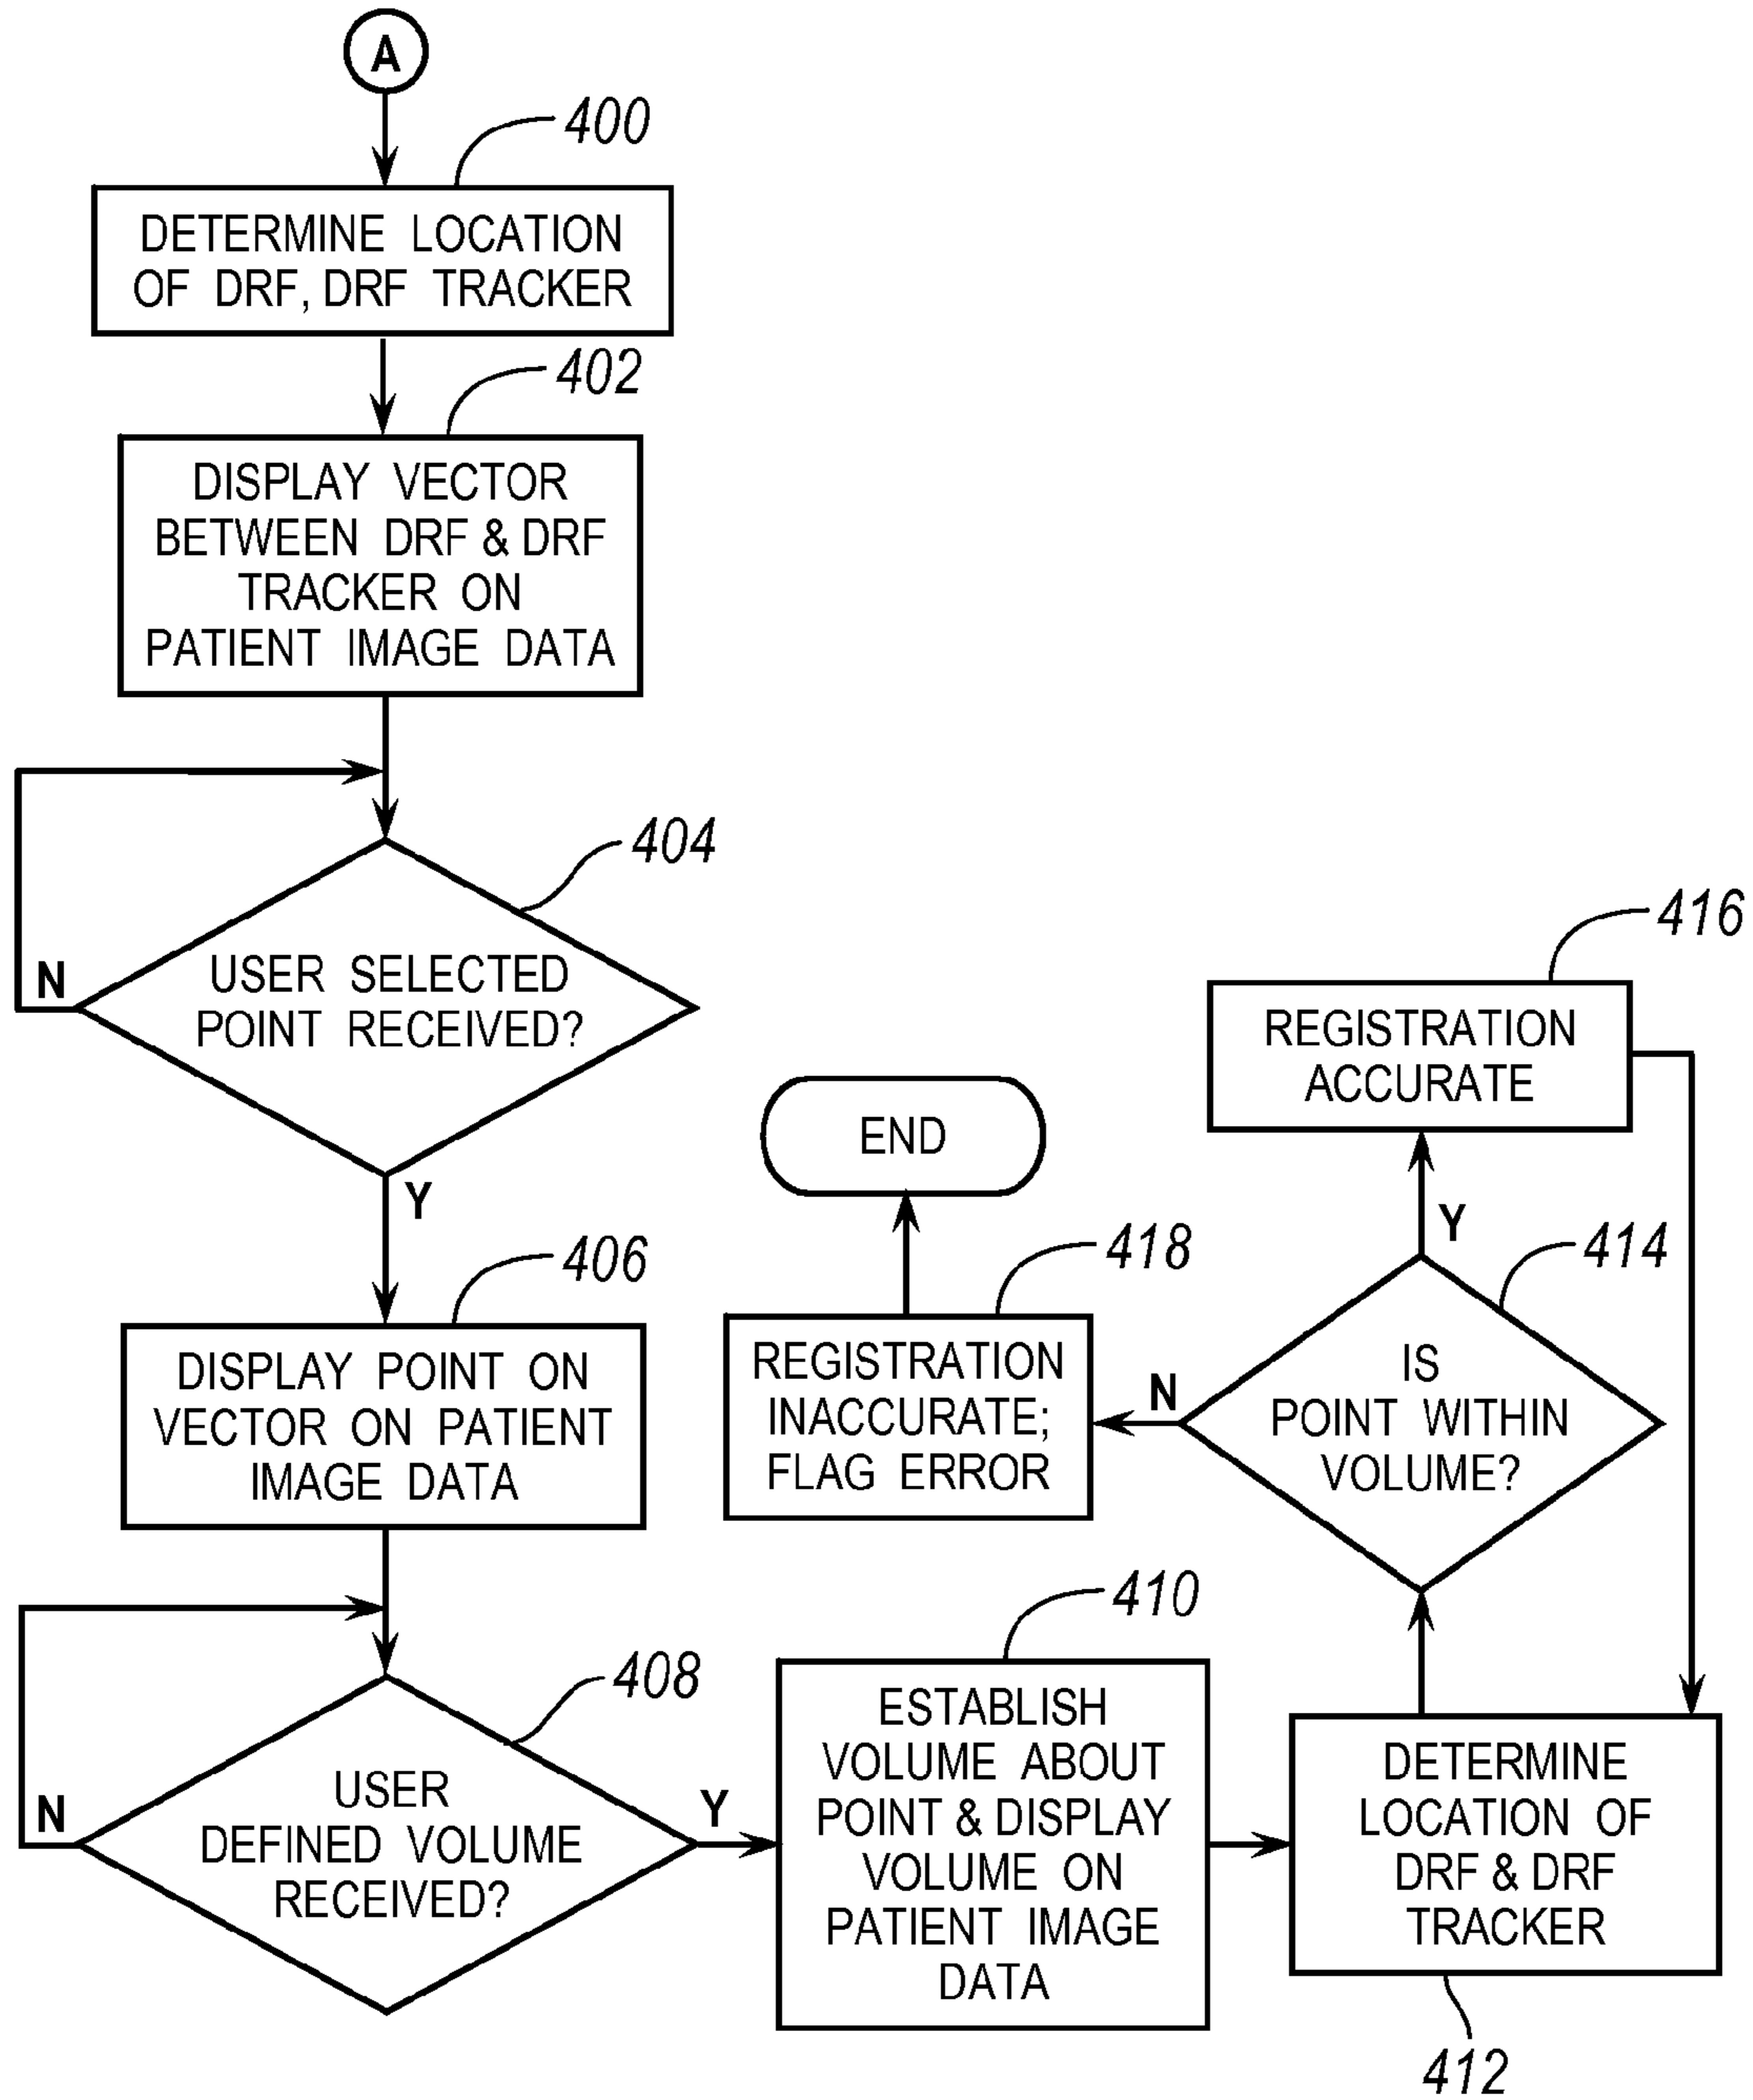 A
400
DETERMINE LOCATION
OF DRF, DRF TRACKER
402
DISPLAY VECTOR
BETWEEN DRF & DRF
TRACKER ON
PATIENT IMAGE DATA
404
N
USER SELECTED
POINT RECEIVED?
Y
406
DISPLAY POINT ON
VECTOR ON PATIENT
IMAGE DATA
408
N
USER
DEFINED VOLUME
RECEIVED?
Y
410
ESTABLISH
VOLUME ABOUT
POINT & DISPLAY
VOLUME ON
PATIENT IMAGE
DATA
DETERMINE
LOCATION OF
DRF & DRF
TRACKER
412
414
IS
POINT WITHIN
VOLUME?
Y
416
REGISTRATION
ACCURATE
N
418
REGISTRATION
INACCURATE;
FLAG ERROR
END